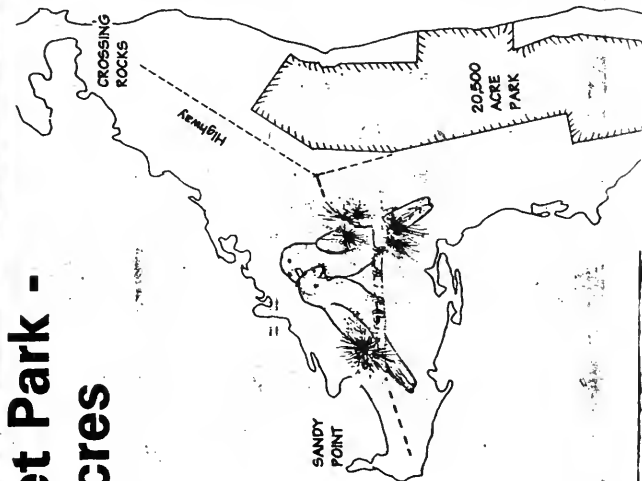 et Park -
cres
CROSSING
ROCKS
Highway
20,500
ACRE
PARK
SANDY
POINT